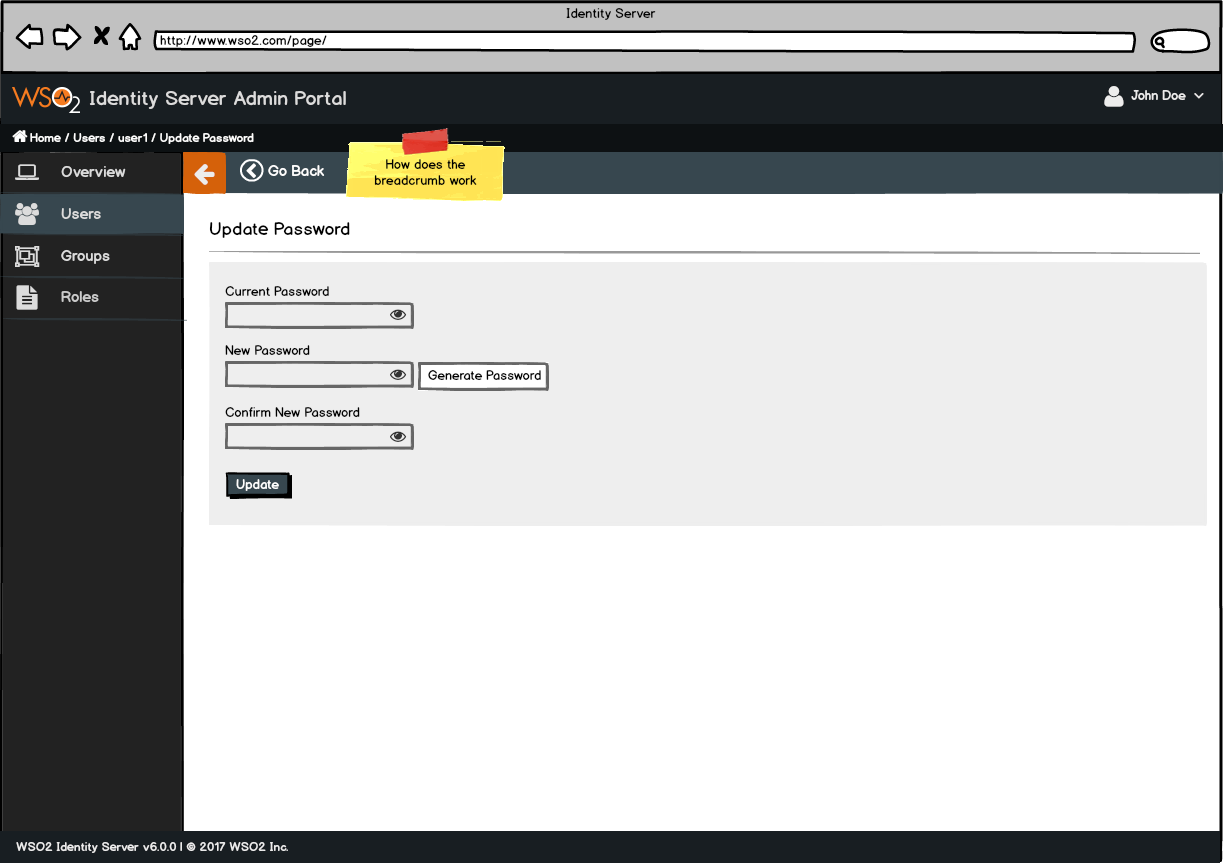 Identity Server
http://www.wso2.com/page/
WSO2 Identity Server Admin Portal
John Doe
Home / Users / user1 / Update Password
Overview
Go Back
How does the
breadcrumb work
Users
Groups
Roles
Update Password
Current Password
New Password
Generate Password
Confirm New Password
Update
WSO2 Identity Server v6.0.0 | © 2017 WSO2 Inc.